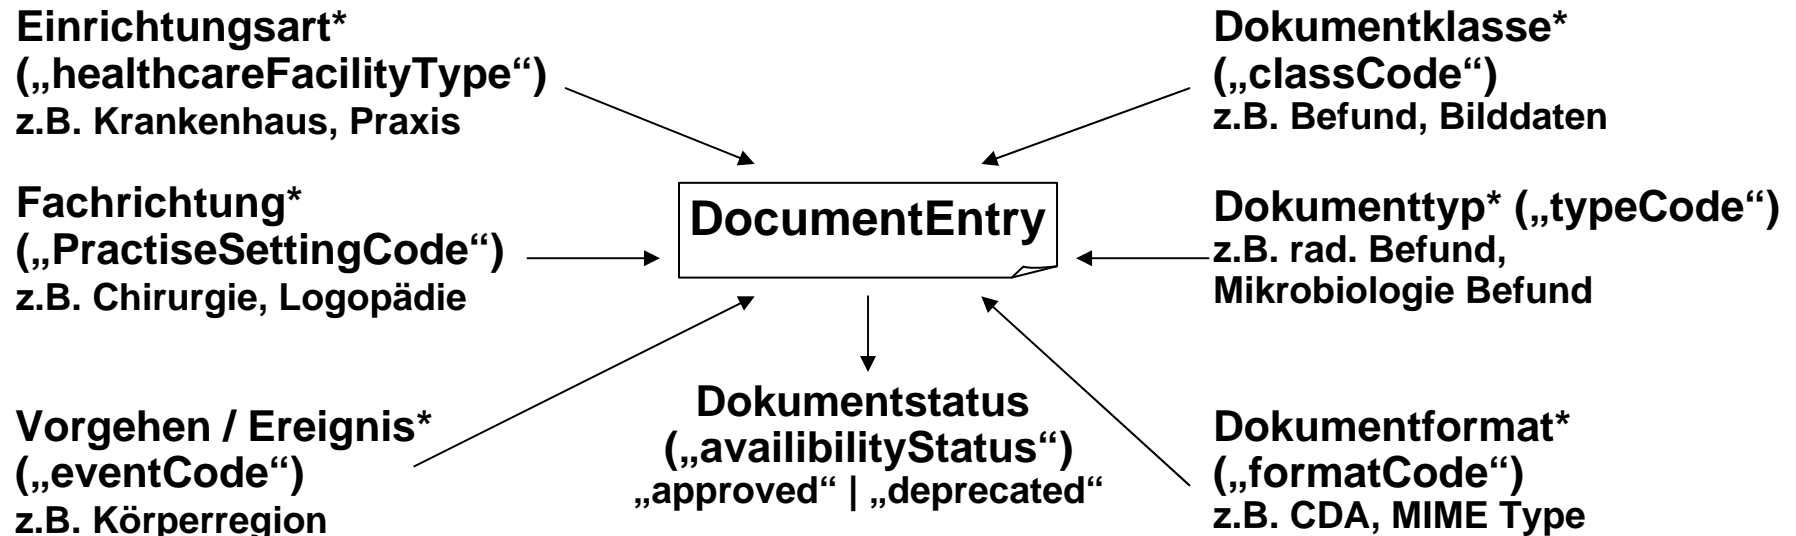 Einrichtungsart*
(„healthcareFacilityType“)
z.B. Krankenhaus, Praxis
Fachrichtung*
(„PractiseSettingCode“)
z.B. Chirurgie, Logopädie
Vorgehen / Ereignis*
(„eventCode“)
z.B. Körperregion
DocumentEntry
Dokumentstatus
(„availibilityStatus“)
„approved“ | „deprecated“
Dokumentklasse*
(„classCode“)
z.B. Befund, Bilddaten
Dokumenttyp* („typeCode“)
z.B. rad. Befund,
Mikrobiologie Befund
Dokumentformat*
(„formatCode“)
z.B. CDA, MIME Type